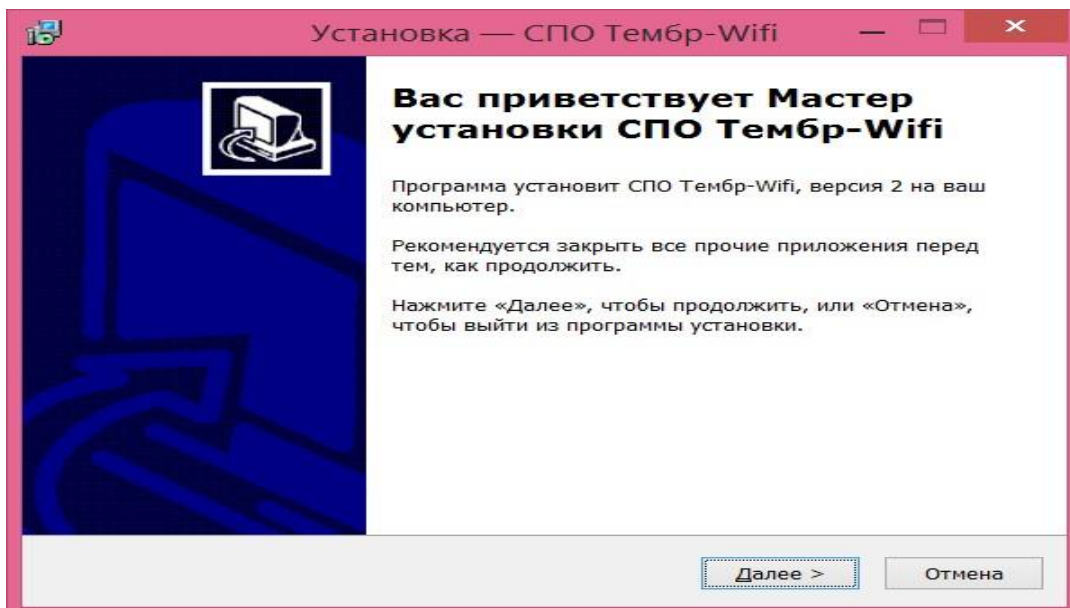 Установка — СПО Тембр-Wifi
Вас приветствует Мастер
установки СПО Тембр-Wifi
Программа установит СПО Тембр-Wifi, версия 2 на ваш
компьютер.
Рекомендуется закрыть все прочие приложения перед
тем, как продолжить.
Нажмите «Далее», чтобы продолжить, или «Отмена»,
чтобы выйти из программы установки.
Далее >
Отмена